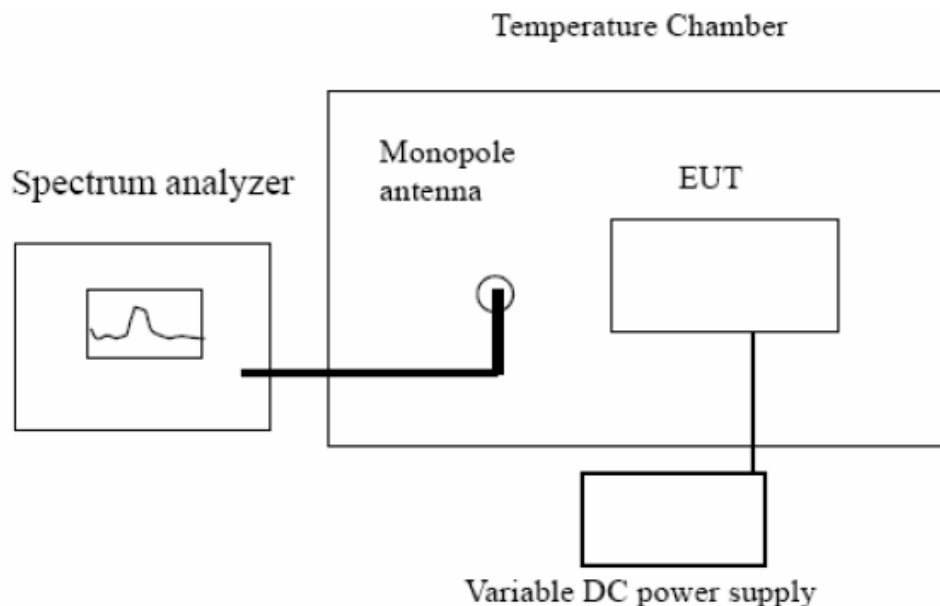 Temperature Chamber
Monopole
antenna
EUT
Spectrum analyzer
Variable DC power supply